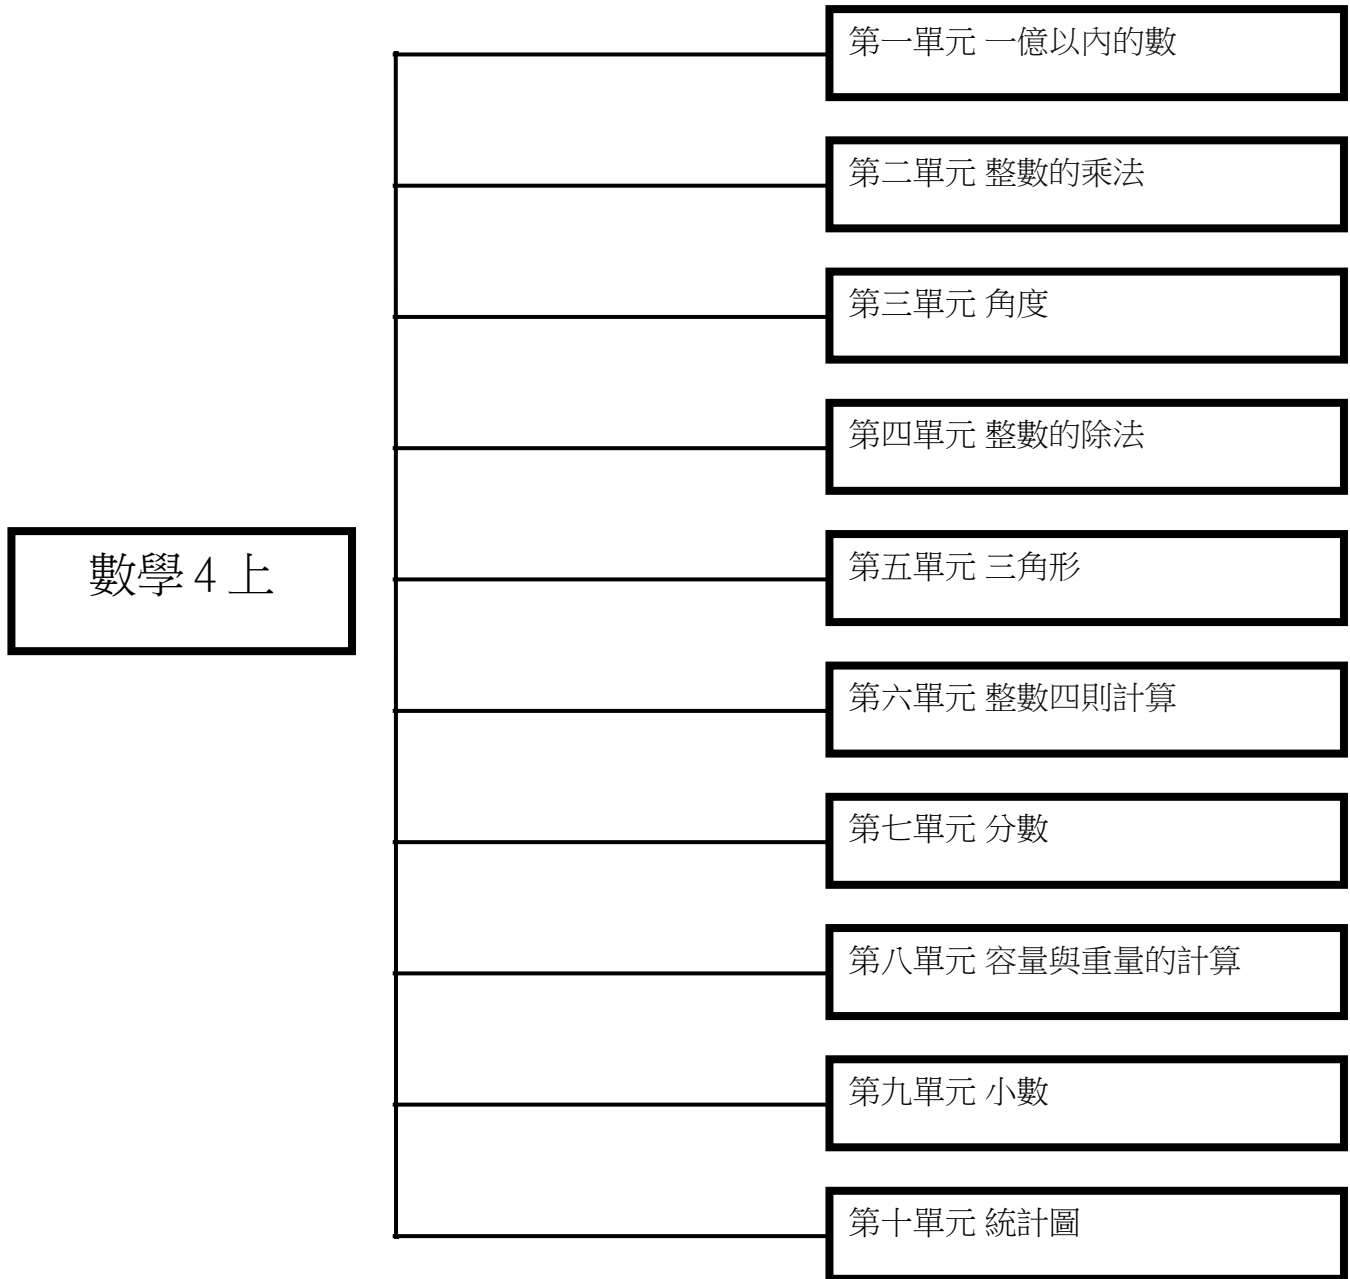 第一單元 一億以內的數
第二單元 整數的乘法
第三單元 角度
第四單元 整數的除法
數學4上
第五單元 三角形
第六單元 整數四則計算
第七單元 分數
第八單元 容量與重量的計算
第九單元 小數
第十單元 統計圖